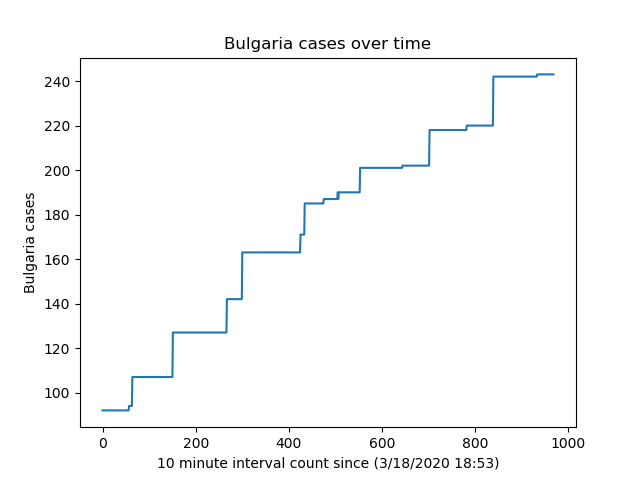 Bulgaria cases over time
240
220
200
180
160
140
120
100
Bulgaria cases
0 200 400 600 800 1000
10 minute interval count since (3/18/2020 18:53)